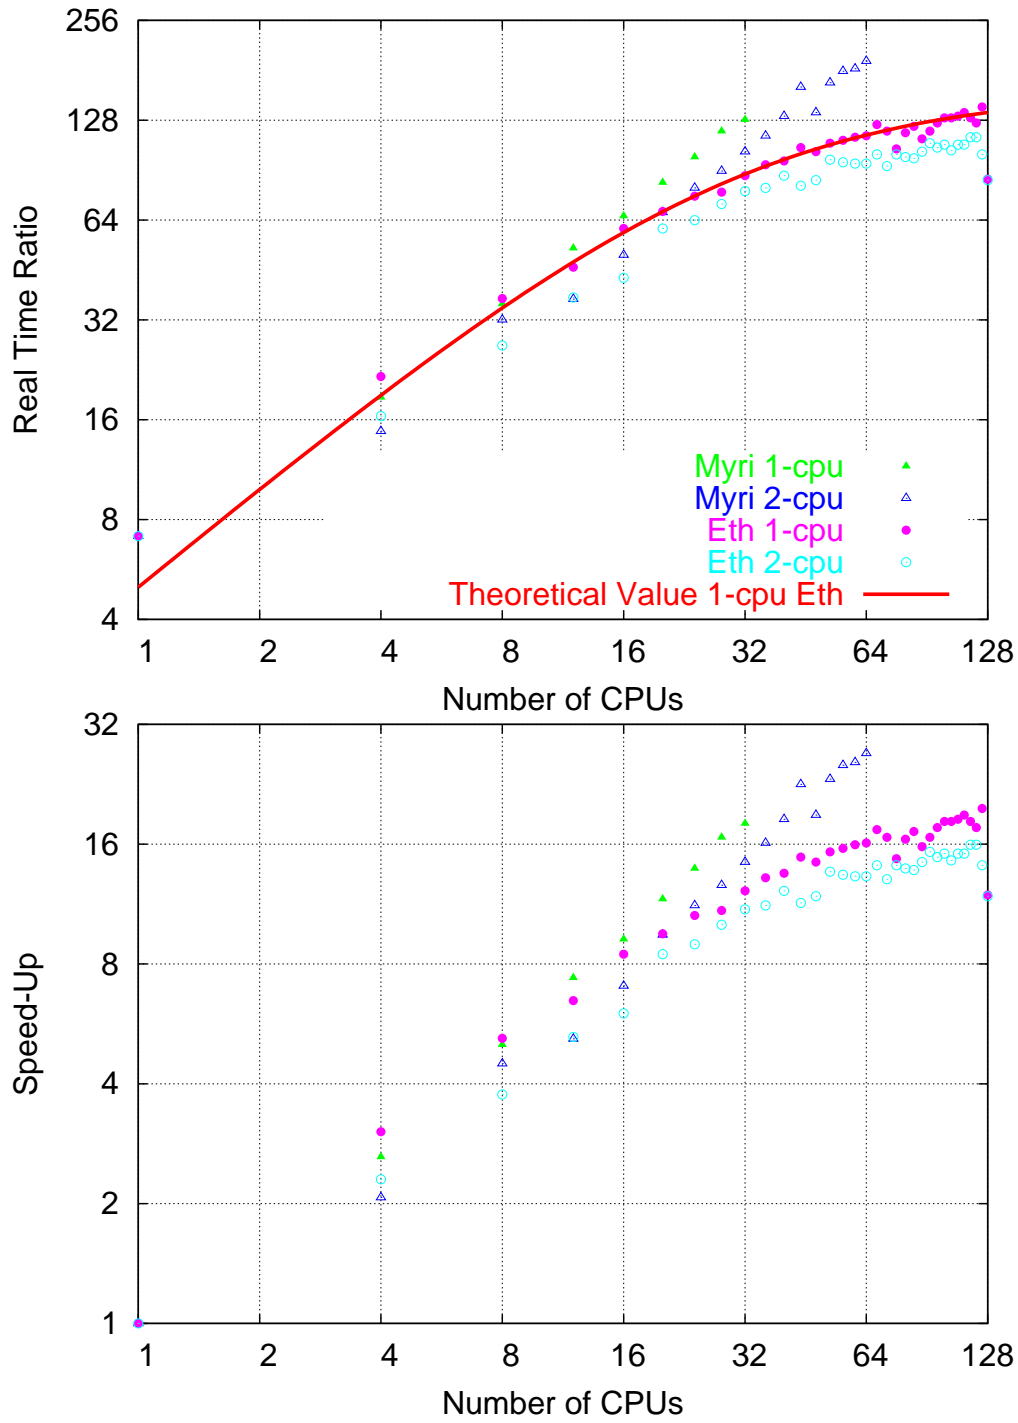 256
128
64
32
16
8
4
Real Time Ratio
Myri 1-cpu
Myri 2-cpu
Eth 1-cpu
Eth 2-cpu
Theoretical Value 1-cpu Eth
1 2 4 8 16 32 64 128
Number of CPUs
32
16
8
4
2
1
Speed-Up
1 2 4 8 16 32 64 128
Number of CPUs